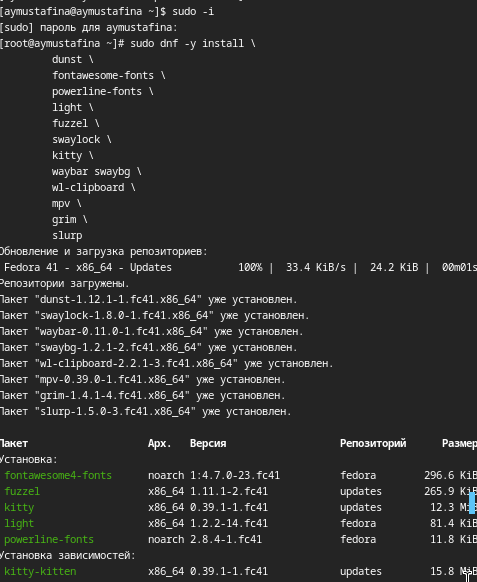 [aymustafina@aymustafina ~]$ sudo -i
[sudo] пароль для aymustafina:
[root@aymustafina ~]# sudo dnf -y install \
dunst \
fontawesome-fonts \
powerline-fonts \
light \
fuzzel \
swaylock \
kitty \
waybar swaybg \
wl-clipboard \
mpv \
grim \
slurp
Обновление и загрузка репозиториев:
Fedora 41 - x86_64 - Updates 100% | 33.4 KiB/s | 24.2 KiB | 00m01s
Репозитории загружены.
Пакет "dunst-1.12.1-1.fc41.x86_64" уже установлен.
Пакет "swaylock-1.8.0-1.fc41.x86_64" уже установлен.
Пакет "waybar-0.11.0-1.fc41.x86_64" уже установлен.
Пакет "swaybg-1.2.1-2.fc41.x86_64" уже установлен.
Пакет "wl-clipboard-2.2.1-3.fc41.x86_64" уже установлен.
Пакет "mpv-0.39.0-1.fc41.x86_64" уже установлен.
Пакет "grim-1.4.1-4.fc41.x86_64" уже установлен.
Пакет "slurp-1.5.0-3.fc41.x86_64" уже установлен.
Пакет Арх. Версия Репозиторий Размер
Установка:
fontawesome4-fonts noarch 1:4.7.0-23.fc41 fedora 296.6 KiB
fuzzel x86_64 1.11.1-2.fc41 updates 265.9 KiB
kitty x86_64 0.39.1-1.fc41 updates 12.3 MiB
light x86_64 1.2.2-14.fc41 fedora 81.4 KiB
powerline-fonts noarch 2.8.4-1.fc41 fedora 11.8 KiB
Установка зависимостей:
kitty-kitten x86_64 0.39.1-1.fc41 updates 15.8 MiB